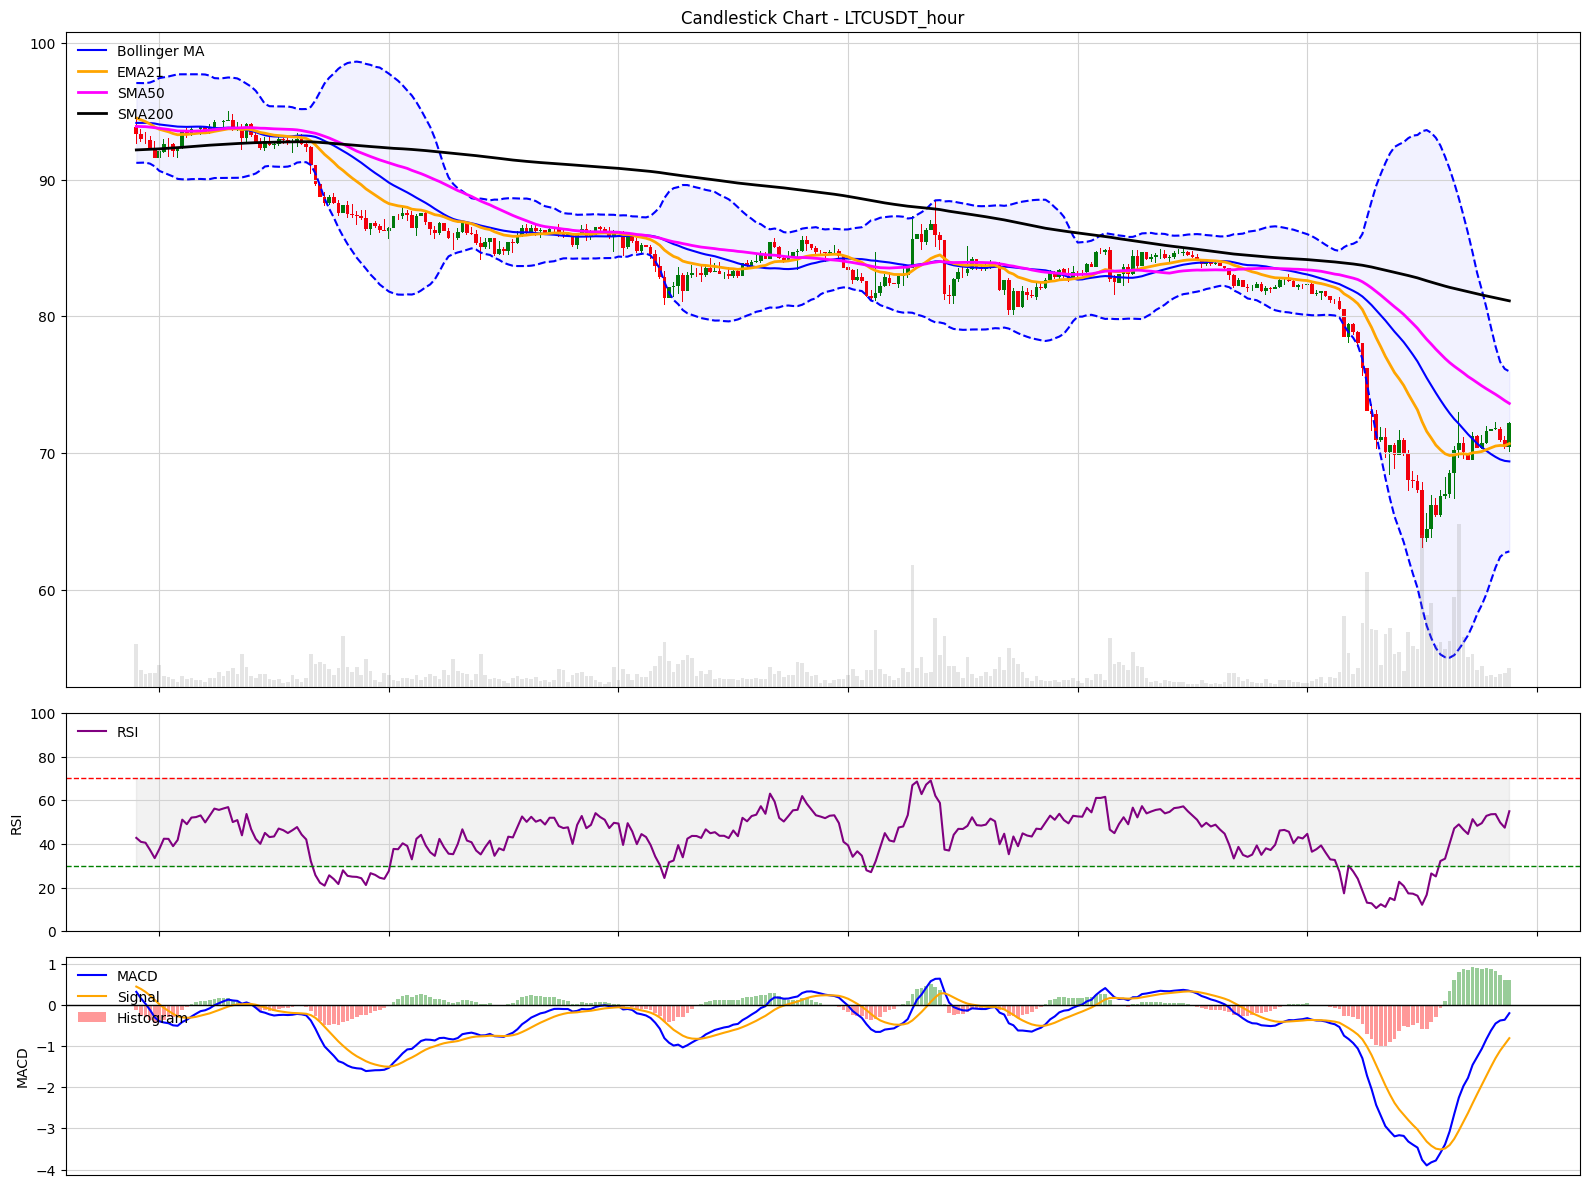 Candlestick Chart - LTCUSDT_hour
100
90
80
70
60
Bollinger MA
EMA21
SMA50
SMA200
100
80
60
40
20
0
RSI
RSI
1
0
−1
−2
−3
−4
MACD
MACD
Signal
Histogram